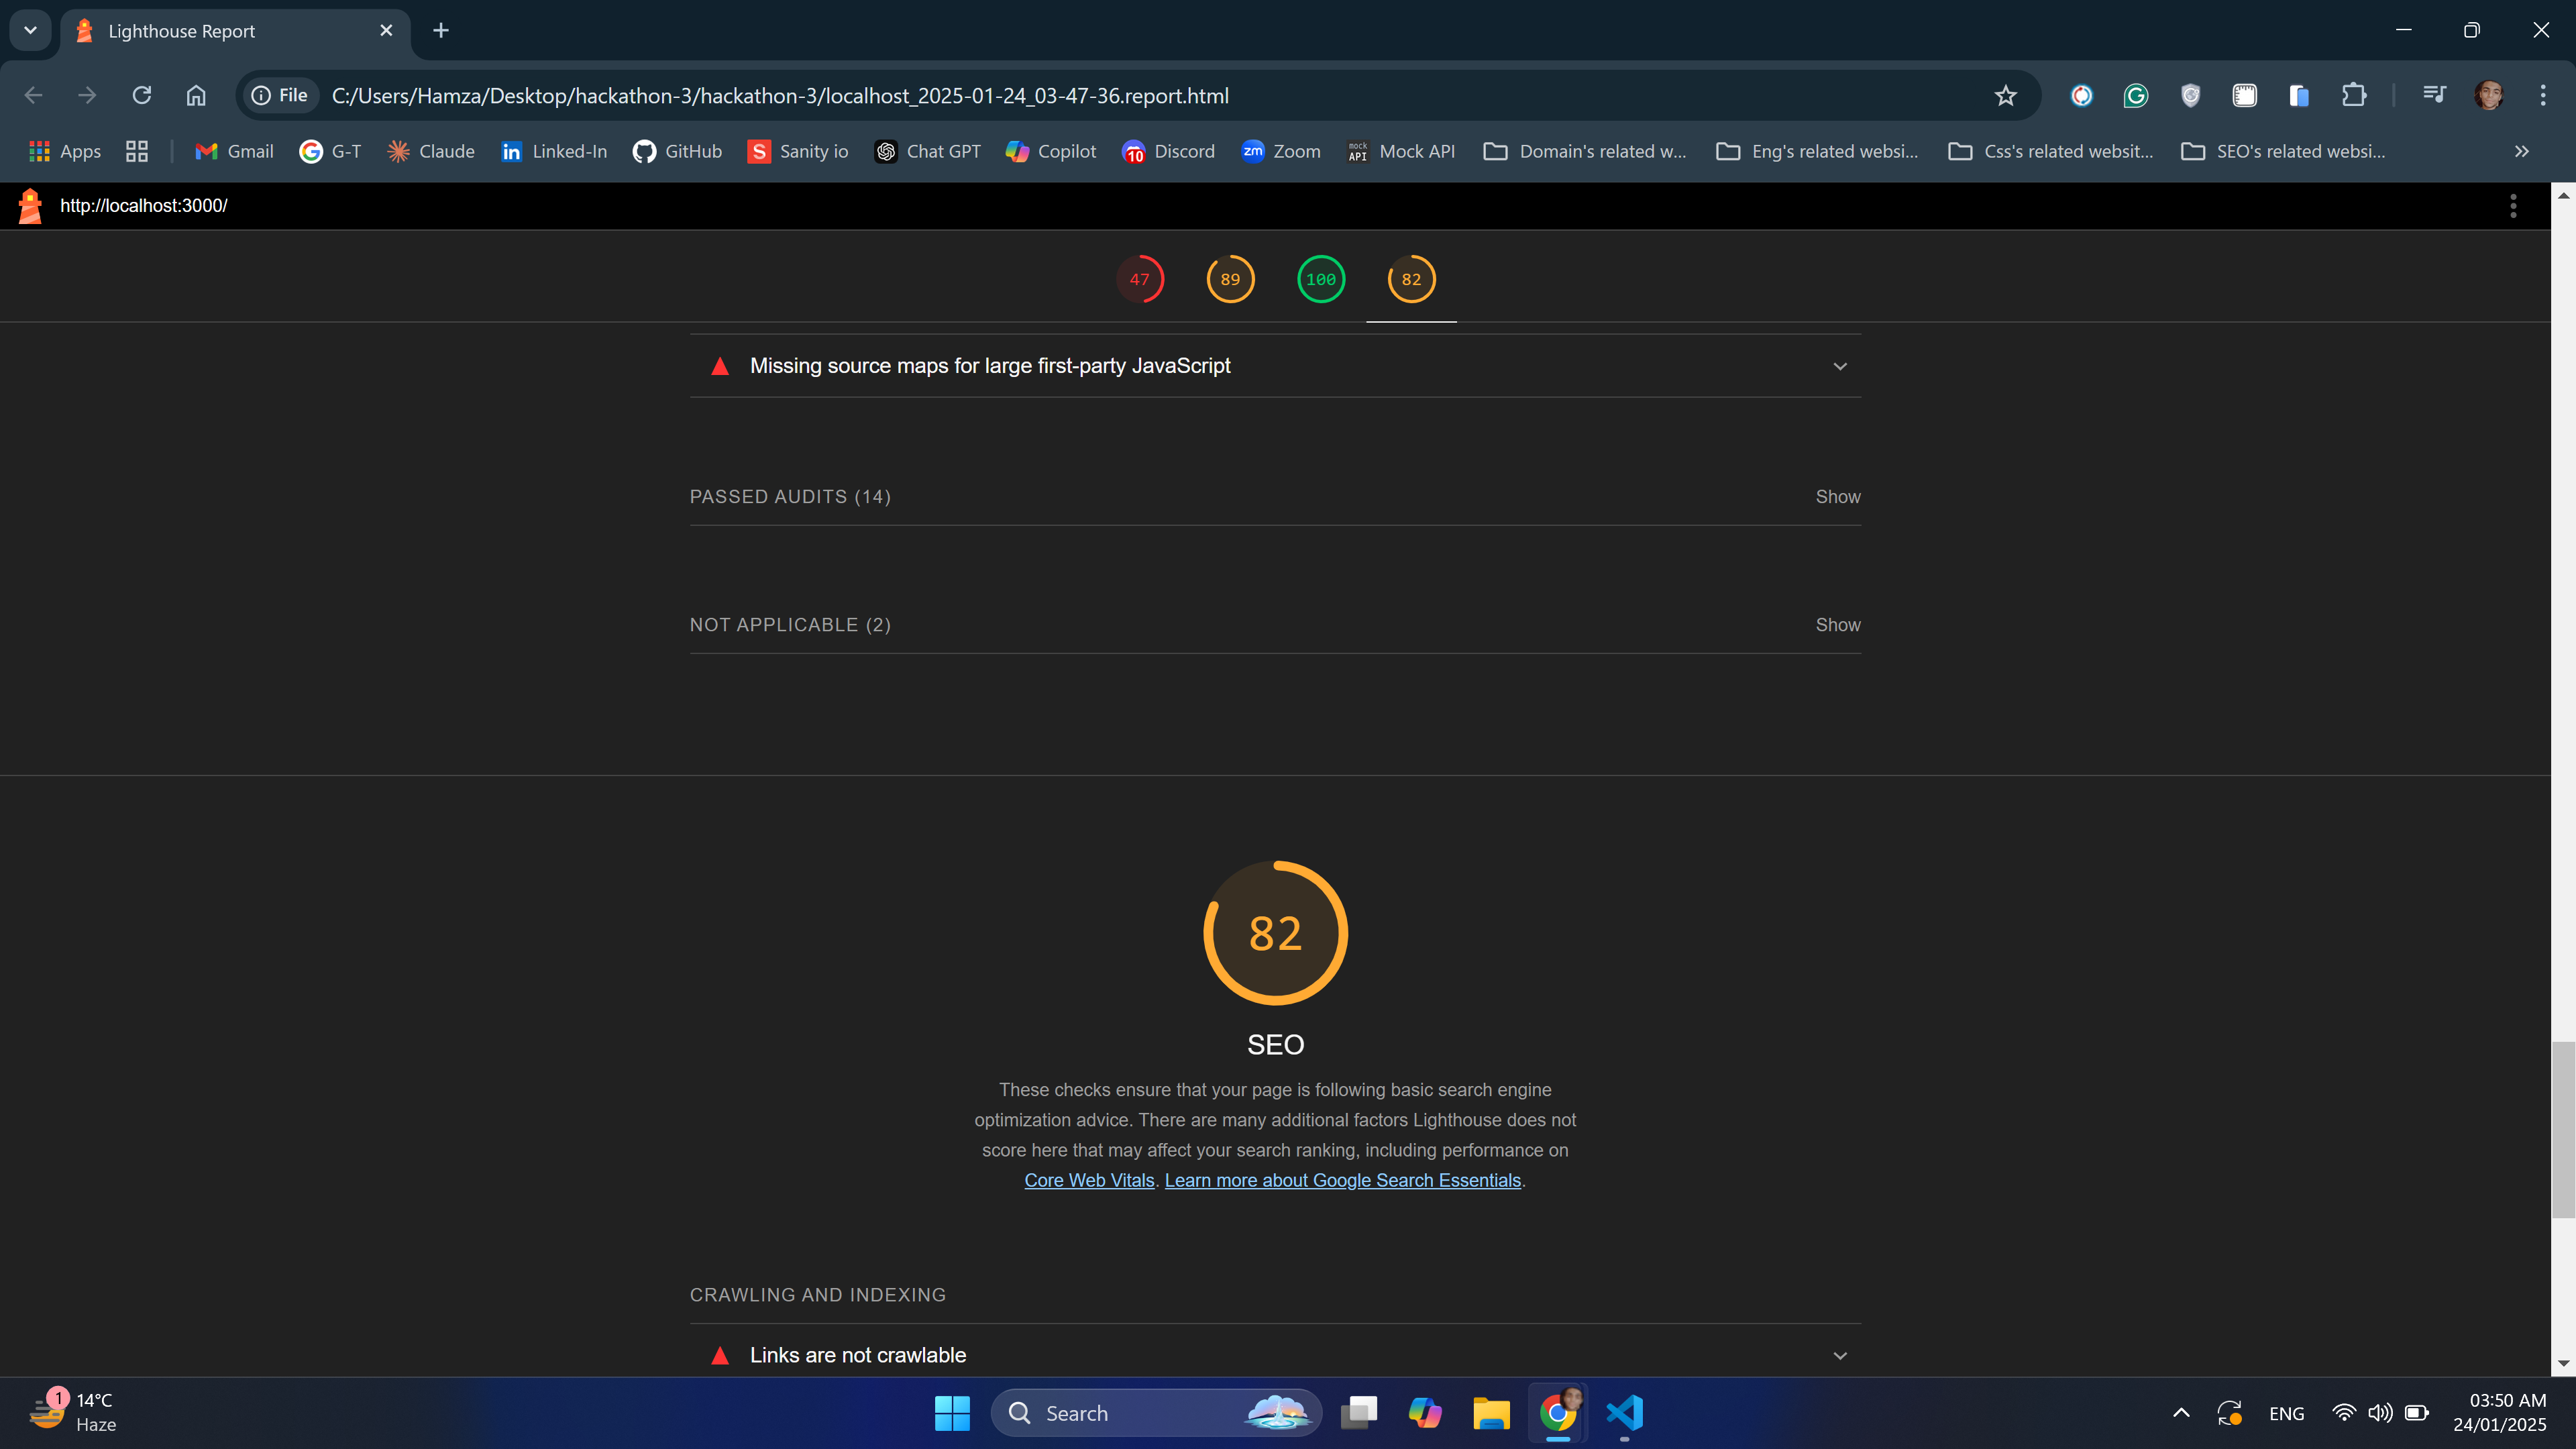 Lighthouse Report
File
C:/Users/Hamza/Desktop/hackathon-3/hackathon-3/localhost_2025-01-24_03-47-36.report.html
Apps
Gmail
G-T
Claude
in
Linked-In
GitHub
S
Sanity io
Chat GPT
Copilot
10
Discord
zm
Zoom
mock
API
Mock API
Domain's related w...
Eng's related websi...
Css's related websit...
SEO's related websi...
http://localhost:3000/
47
89
100
82
Missing source maps for large first-party JavaScript
PASSED AUDITS (14)
Show
NOT APPLICABLE (2)
Show
82
SEO
These checks ensure that your page is following basic search engine
optimization advice. There are many additional factors Lighthouse does not
score here that may affect your search ranking, including performance on
Core Web Vitals. Learn more about Google Search Essentials.
CRAWLING AND INDEXING
Links are not crawlable
1
14°C
Haze
Search
ENG
03:50 AM
24/01/2025